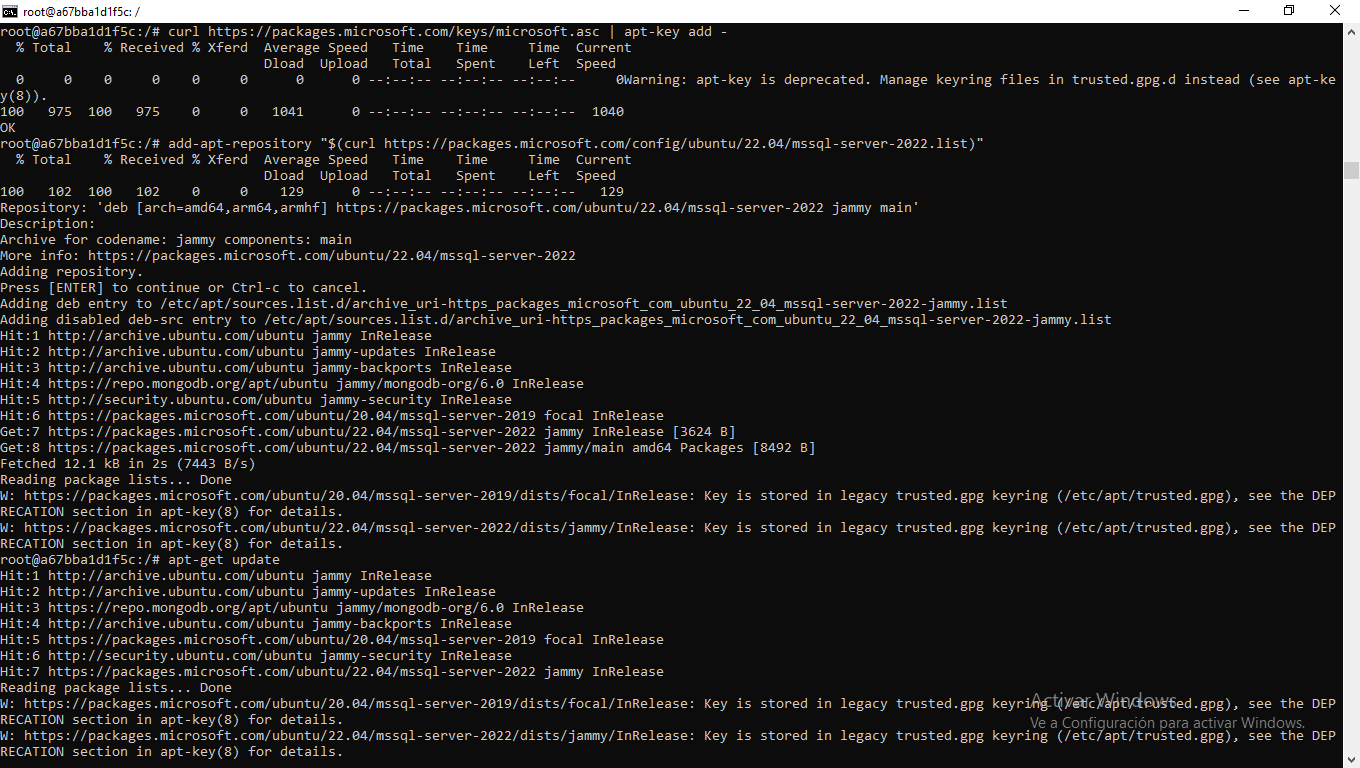 root@a67bba1d1f5c: /
root@a67bba1d1f5c:/# curl https://packages.microsoft.com/keys/microsoft.asc | apt-key add -
  % Total    % Received % Xferd  Average Speed   Time    Time     Time  Current
                                 Dload  Upload   Total   Spent    Left  Speed
  0     0    0     0    0     0      0      0 --:--:-- --:--:-- --:--:--     0Warning: apt-key is deprecated. Manage keyring files in trusted.gpg.d instead (see apt-ke
y(8)).
100   975  100   975    0     0   1041      0 --:--:-- --:--:-- --:--:--  1040
OK
root@a67bba1d1f5c:/# add-apt-repository "$(curl https://packages.microsoft.com/config/ubuntu/22.04/mssql-server-2022.list)"
  % Total    % Received % Xferd  Average Speed   Time    Time     Time  Current
                                 Dload  Upload   Total   Spent    Left  Speed
100   102  100   102    0     0    129      0 --:--:-- --:--:-- --:--:--   129
Repository: 'deb [arch=amd64,arm64,armhf] https://packages.microsoft.com/ubuntu/22.04/mssql-server-2022 jammy main'
Description:
Archive for codename: jammy components: main
More info: https://packages.microsoft.com/ubuntu/22.04/mssql-server-2022
Adding repository.
Press [ENTER] to continue or Ctrl-c to cancel.
Adding deb entry to /etc/apt/sources.list.d/archive_uri-https_packages_microsoft_com_ubuntu_22_04_mssql-server-2022-jammy.list
Adding disabled deb-src entry to /etc/apt/sources.list.d/archive_uri-https_packages_microsoft_com_ubuntu_22_04_mssql-server-2022-jammy.list
Hit:1 http://archive.ubuntu.com/ubuntu jammy InRelease
Hit:2 http://archive.ubuntu.com/ubuntu jammy-updates InRelease
Hit:3 http://archive.ubuntu.com/ubuntu jammy-backports InRelease
Hit:4 https://repo.mongodb.org/apt/ubuntu jammy/mongodb-org/6.0 InRelease
Hit:5 http://security.ubuntu.com/ubuntu jammy-security InRelease
Hit:6 https://packages.microsoft.com/ubuntu/20.04/mssql-server-2019 focal InRelease
Get:7 https://packages.microsoft.com/ubuntu/22.04/mssql-server-2022 jammy InRelease [3624 B]
Get:8 https://packages.microsoft.com/ubuntu/22.04/mssql-server-2022 jammy/main amd64 Packages [8492 B]
Fetched 12.1 kB in 2s (7443 B/s)
Reading package lists... Done
W: https://packages.microsoft.com/ubuntu/20.04/mssql-server-2019/dists/focal/InRelease: Key is stored in legacy trusted.gpg keyring (/etc/apt/trusted.gpg), see the DEP
RECATION section in apt-key(8) for details.
W: https://packages.microsoft.com/ubuntu/22.04/mssql-server-2022/dists/jammy/InRelease: Key is stored in legacy trusted.gpg keyring (/etc/apt/trusted.gpg), see the DEP
RECATION section in apt-key(8) for details.
root@a67bba1d1f5c:/# apt-get update
Hit:1 http://archive.ubuntu.com/ubuntu jammy InRelease
Hit:2 http://archive.ubuntu.com/ubuntu jammy-updates InRelease
Hit:3 https://repo.mongodb.org/apt/ubuntu jammy/mongodb-org/6.0 InRelease
Hit:4 http://archive.ubuntu.com/ubuntu jammy-backports InRelease
Hit:5 https://packages.microsoft.com/ubuntu/20.04/mssql-server-2019 focal InRelease
Hit:6 http://security.ubuntu.com/ubuntu jammy-security InRelease
Hit:7 https://packages.microsoft.com/ubuntu/22.04/mssql-server-2022 jammy InRelease
Reading package lists... Done
W: https://packages.microsoft.com/ubuntu/20.04/mssql-server-2019/dists/focal/InRelease: Key is stored in legacy trusted.gpg keyring (/etc/apt/trusted.gpg), see the DEP
RECATION section in apt-key(8) for details.
W: https://packages.microsoft.com/ubuntu/22.04/mssql-server-2022/dists/jammy/InRelease: Key is stored in legacy trusted.gpg keyring (/etc/apt/trusted.gpg), see the DEP
RECATION section in apt-key(8) for details.
Activar Windows
Ve a Configuración para activar Windows.